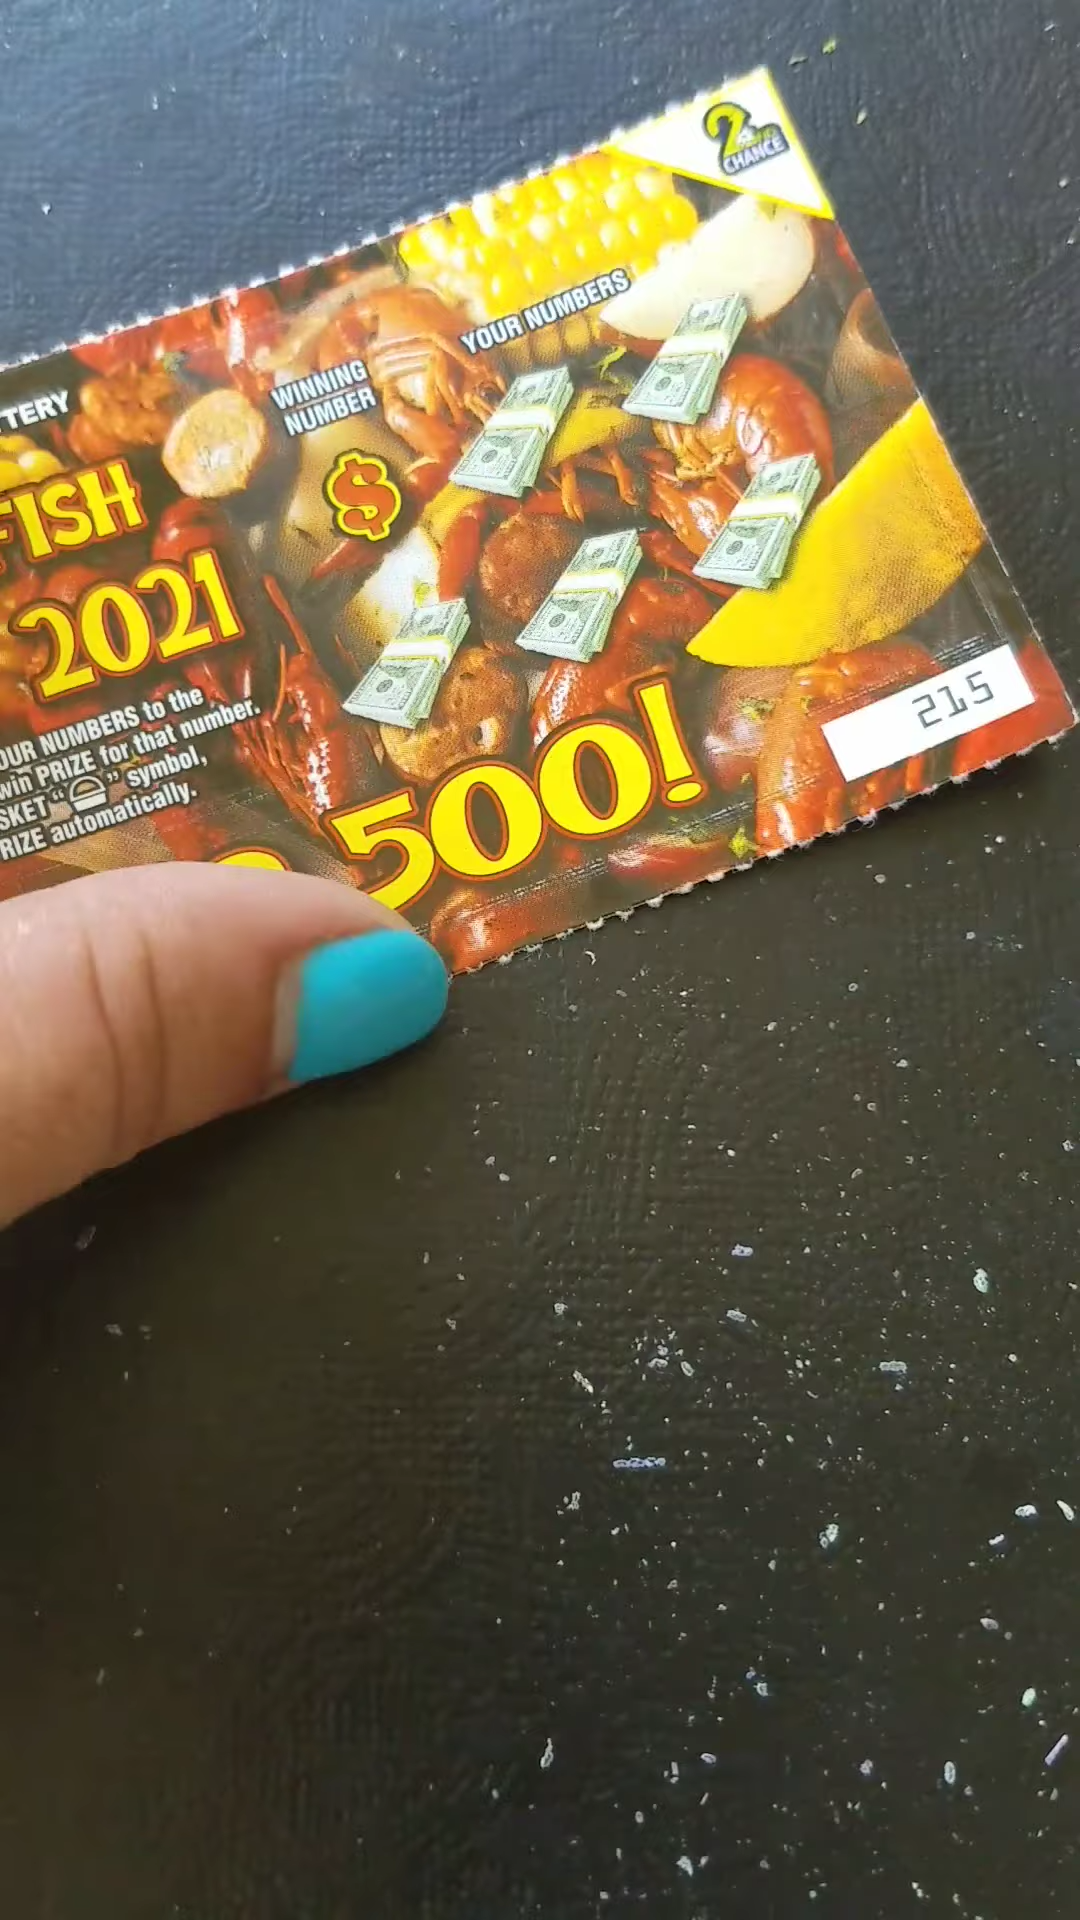 2ND
CHANCE
YOUR NUMBERS
WINNING
NUMBER
$
TTERY
FISH
2021
OUR NUMBERS to the
win PRIZE for that number.
SKET “ ” symbol,
RIZE automatically.
500!
215